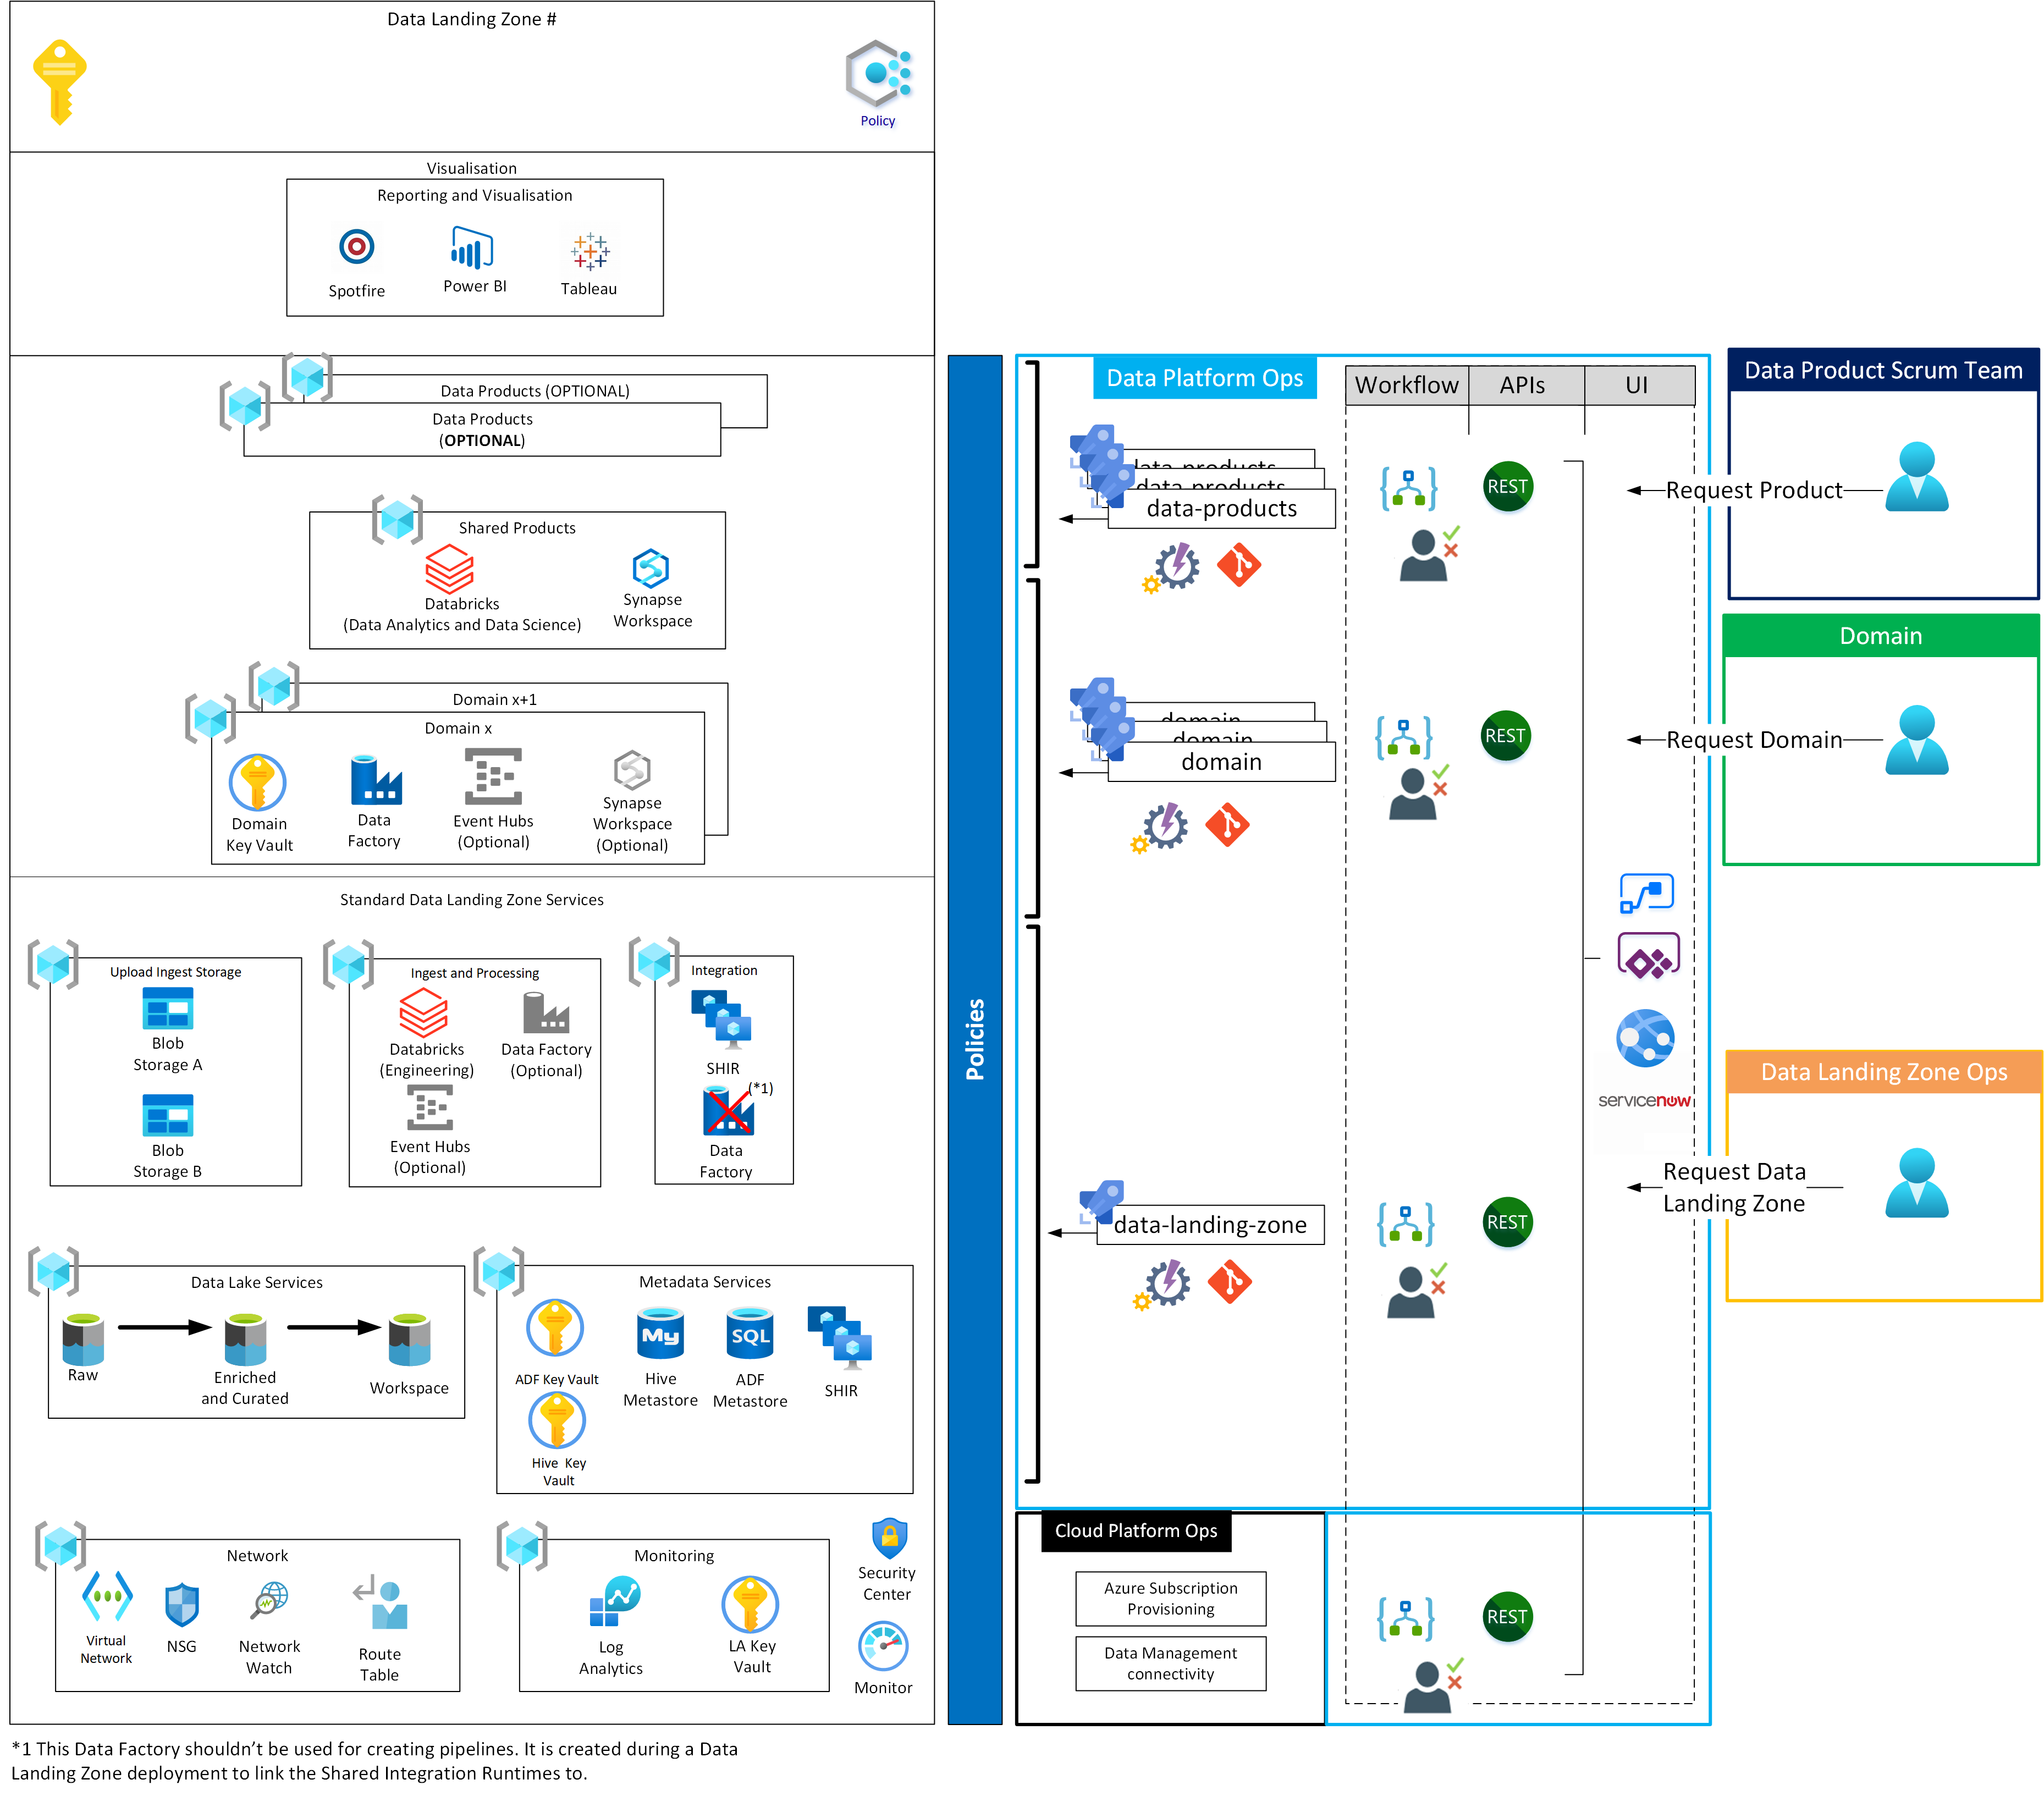 Data Landing Zone #
Policy
Visualisation
Reporting and Visualisation
Spotfire
Power BI
Tableau
Data Products (OPTIONAL)
Data Products
(OPTIONAL)
Shared Products
Databricks
(Data Analytics and Data Science)
Synapse
Workspace
Domain x+1
Domain x
Domain
Key Vault
Data
Factory
Event Hubs
(Optional)
Synapse
Workspace
(Optional)
Standard Data Landing Zone Services
Upload Ingest Storage
Blob
Storage A
Blob
Storage B
Ingest and Processing
Databricks
(Engineering)
Data Factory
(Optional)
Event Hubs
(Optional)
Integration
SHIR
(*1)
Data
Factory
Data Lake Services
Raw
Enriched
and Curated
Workspace
Metadata Services
ADF Key Vault
Hive Key
Vault
My
Hive
Metastore
SQL
ADF
Metastore
SHIR
Network
Virtual
Network
NSG
Network
Watch
Route
Table
Monitoring
Log
Analytics
LA Key
Vault
Security
Center
Monitor
*1 This Data Factory shouldn't be used for creating pipelines. It is created during a Data
Landing Zone deployment to link the Shared Integration Runtimes to.
Policies
Data Platform Ops
Workflow
APIs
UI
data-products
data-products
data-products
REST
domain
domain
domain
REST
servicenow
data-landing-zone
REST
Cloud Platform Ops
Azure Subscription
Provisioning
Data Management
connectivity
REST
Data Product Scrum Team
Request Product
Domain
Request Domain
Data Landing Zone Ops
Request Data
Landing Zone